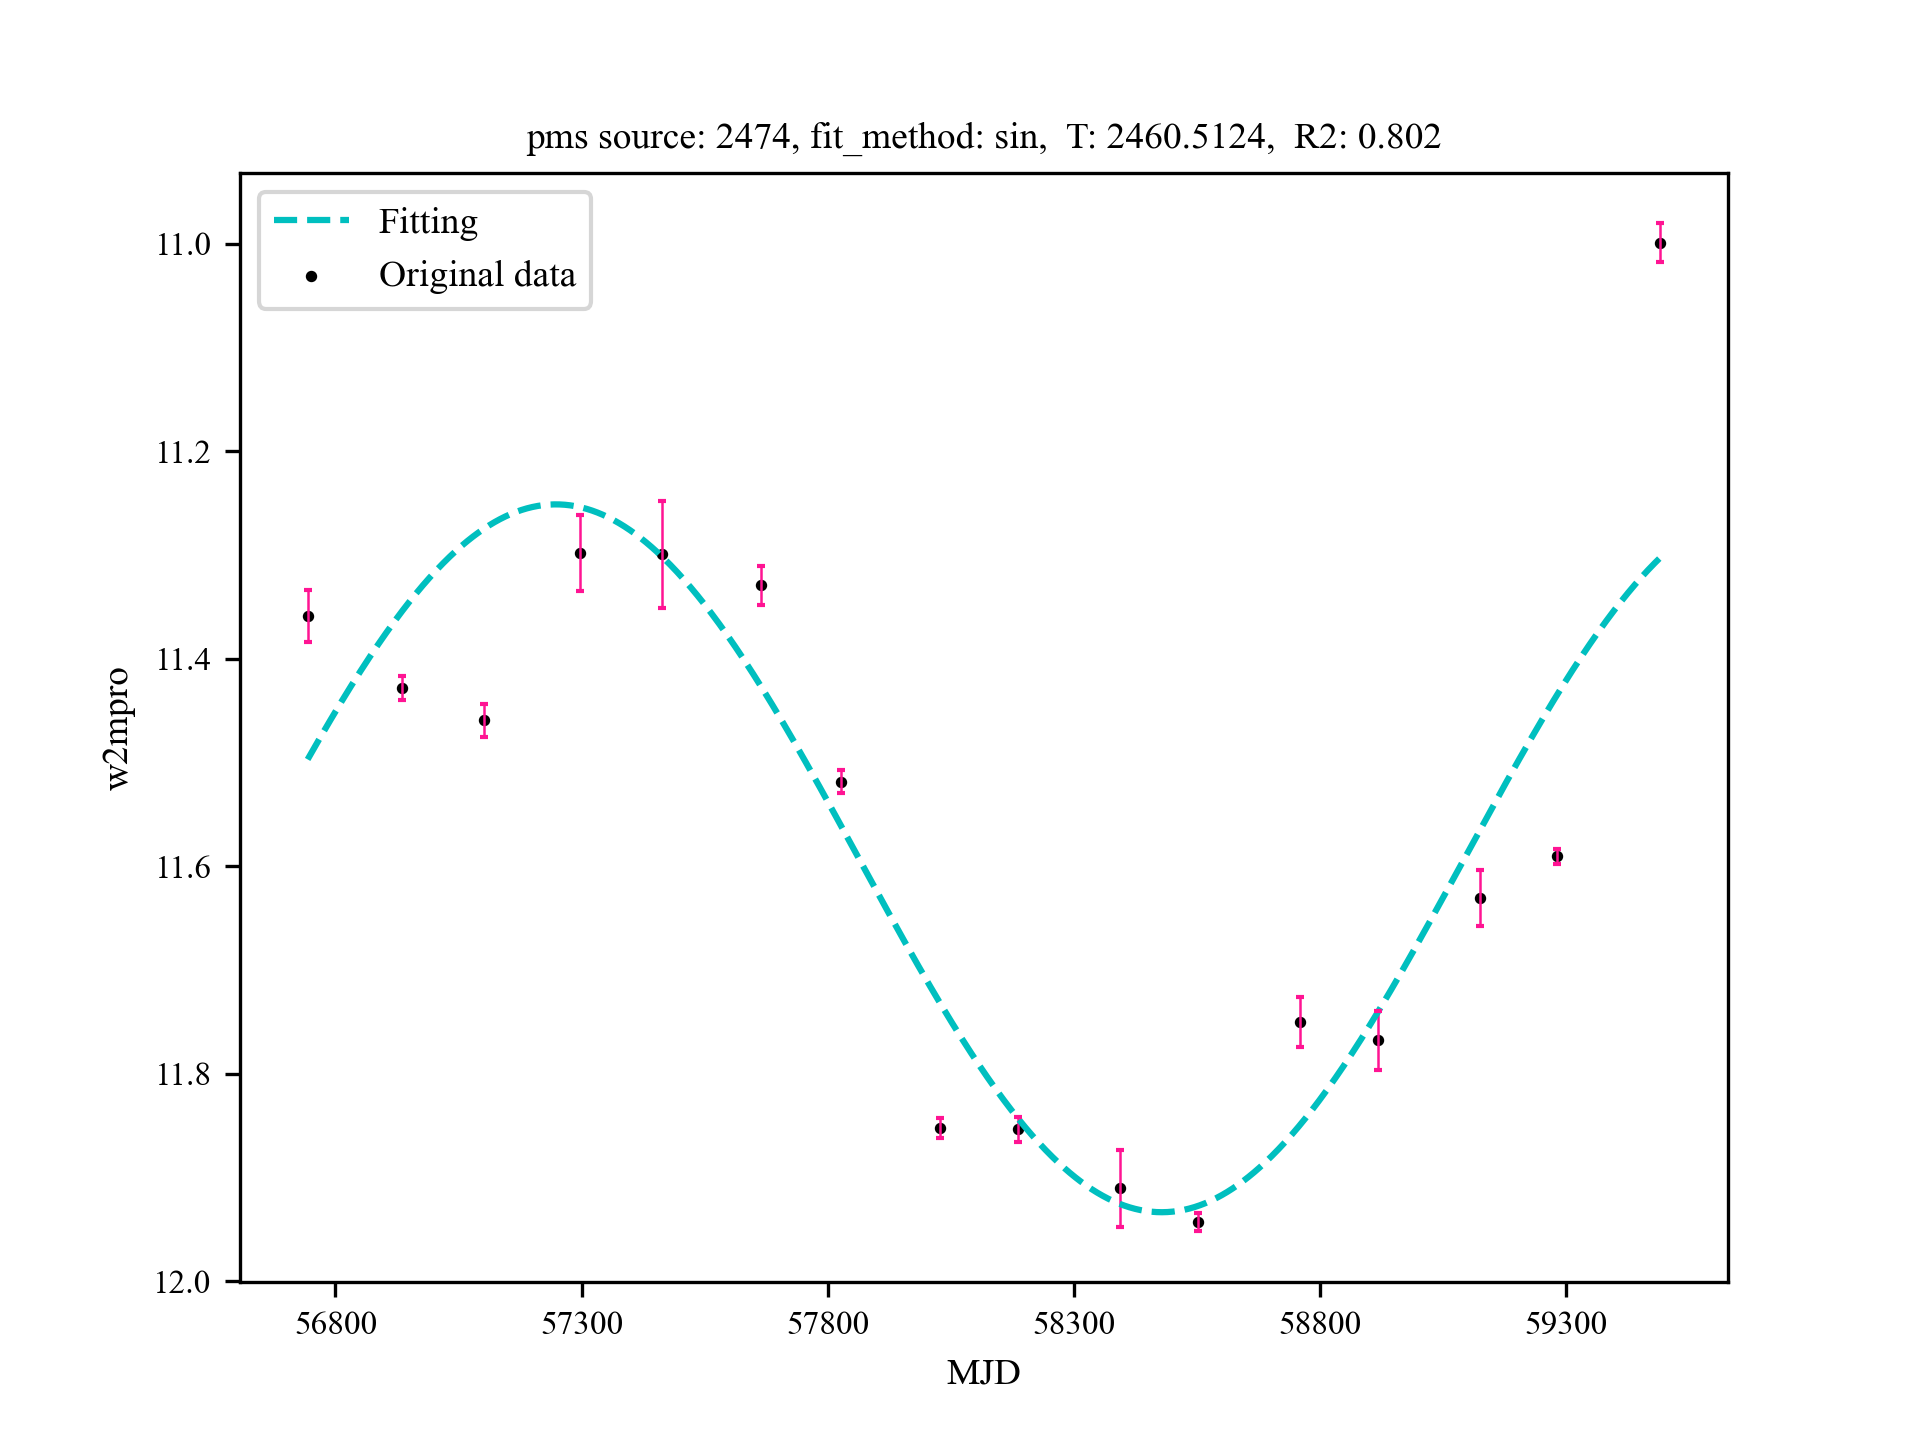 pms source: 2474, fit_method: sin,  T: 2460.5124,  R2: 0.802
Fitting
Original data
11.0
11.2
11.4
11.6
11.8
12.0
w2mpro
56800 57300 57800 58300 58800 59300
MJD